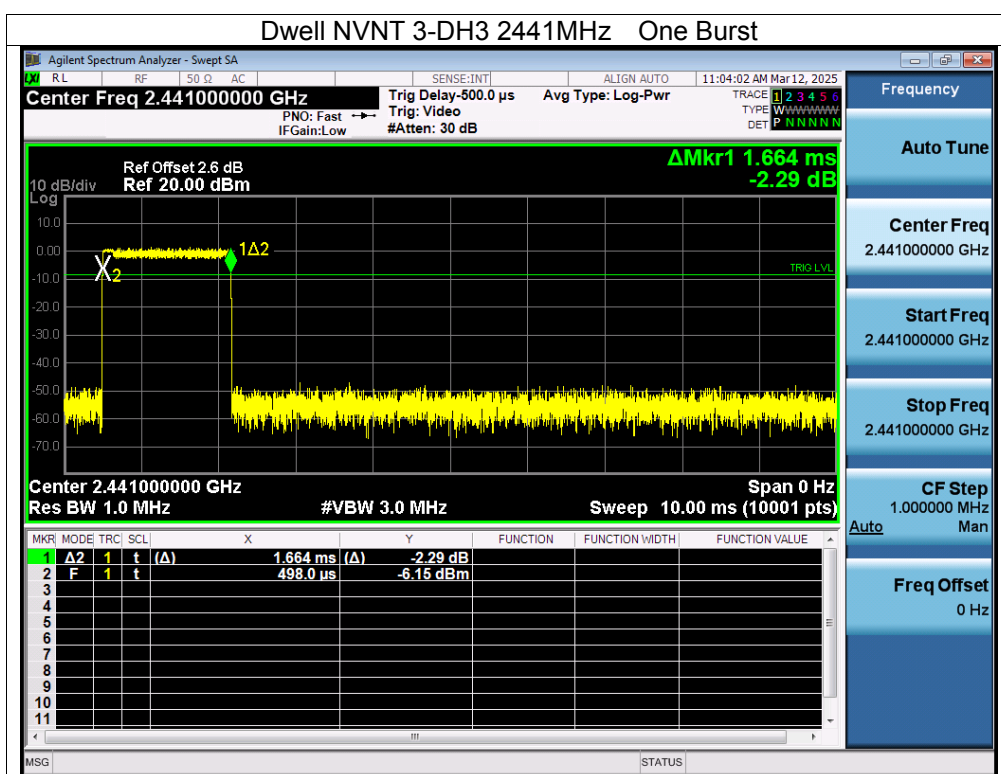 Dwell NVNT 3-DH3 2441MHz One Burst
Agilent Spectrum Analyzer - Swept SA
LXI RL RF 50 Ω AC SENSE:INT ALIGN AUTO 11:04:02 AM Mar 12, 2025
Center Freq 2.441000000 GHz Trig Delay-500.0 µs Avg Type: Log-Pwr TRACE 1 2 3 4 5 6
PNO: Fast Trig: Video TYPE WWWWWW
IFGain:Low #Atten: 30 dB DET P N N N N N
Frequency
Auto Tune
Center Freq
2.441000000 GHz
Start Freq
2.441000000 GHz
Stop Freq
2.441000000 GHz
CF Step
1.000000 MHz
Auto Man
Freq Offset
0 Hz
ΔMkr1 1.664 ms
-2.29 dB
Ref Offset 2.6 dB
10 dB/div Ref 20.00 dBm
Log
10.0
0.00
-10.0
-20.0
-30.0
-40.0
-50.0
-60.0
-70.0
1Δ2
2
TRIG LVL
Center 2.441000000 GHz Span 0 Hz
Res BW 1.0 MHz #VBW 3.0 MHz Sweep 10.00 ms (10001 pts)
MKR MODE TRC SCL X Y FUNCTION FUNCTION WIDTH FUNCTION VALUE
1 Δ2 1 t (Δ) 1.664 ms (Δ) -2.29 dB
2 F 1 t 498.0 µs -6.15 dBm
3
4
5
6
7
8
9
10
11
MSG STATUS